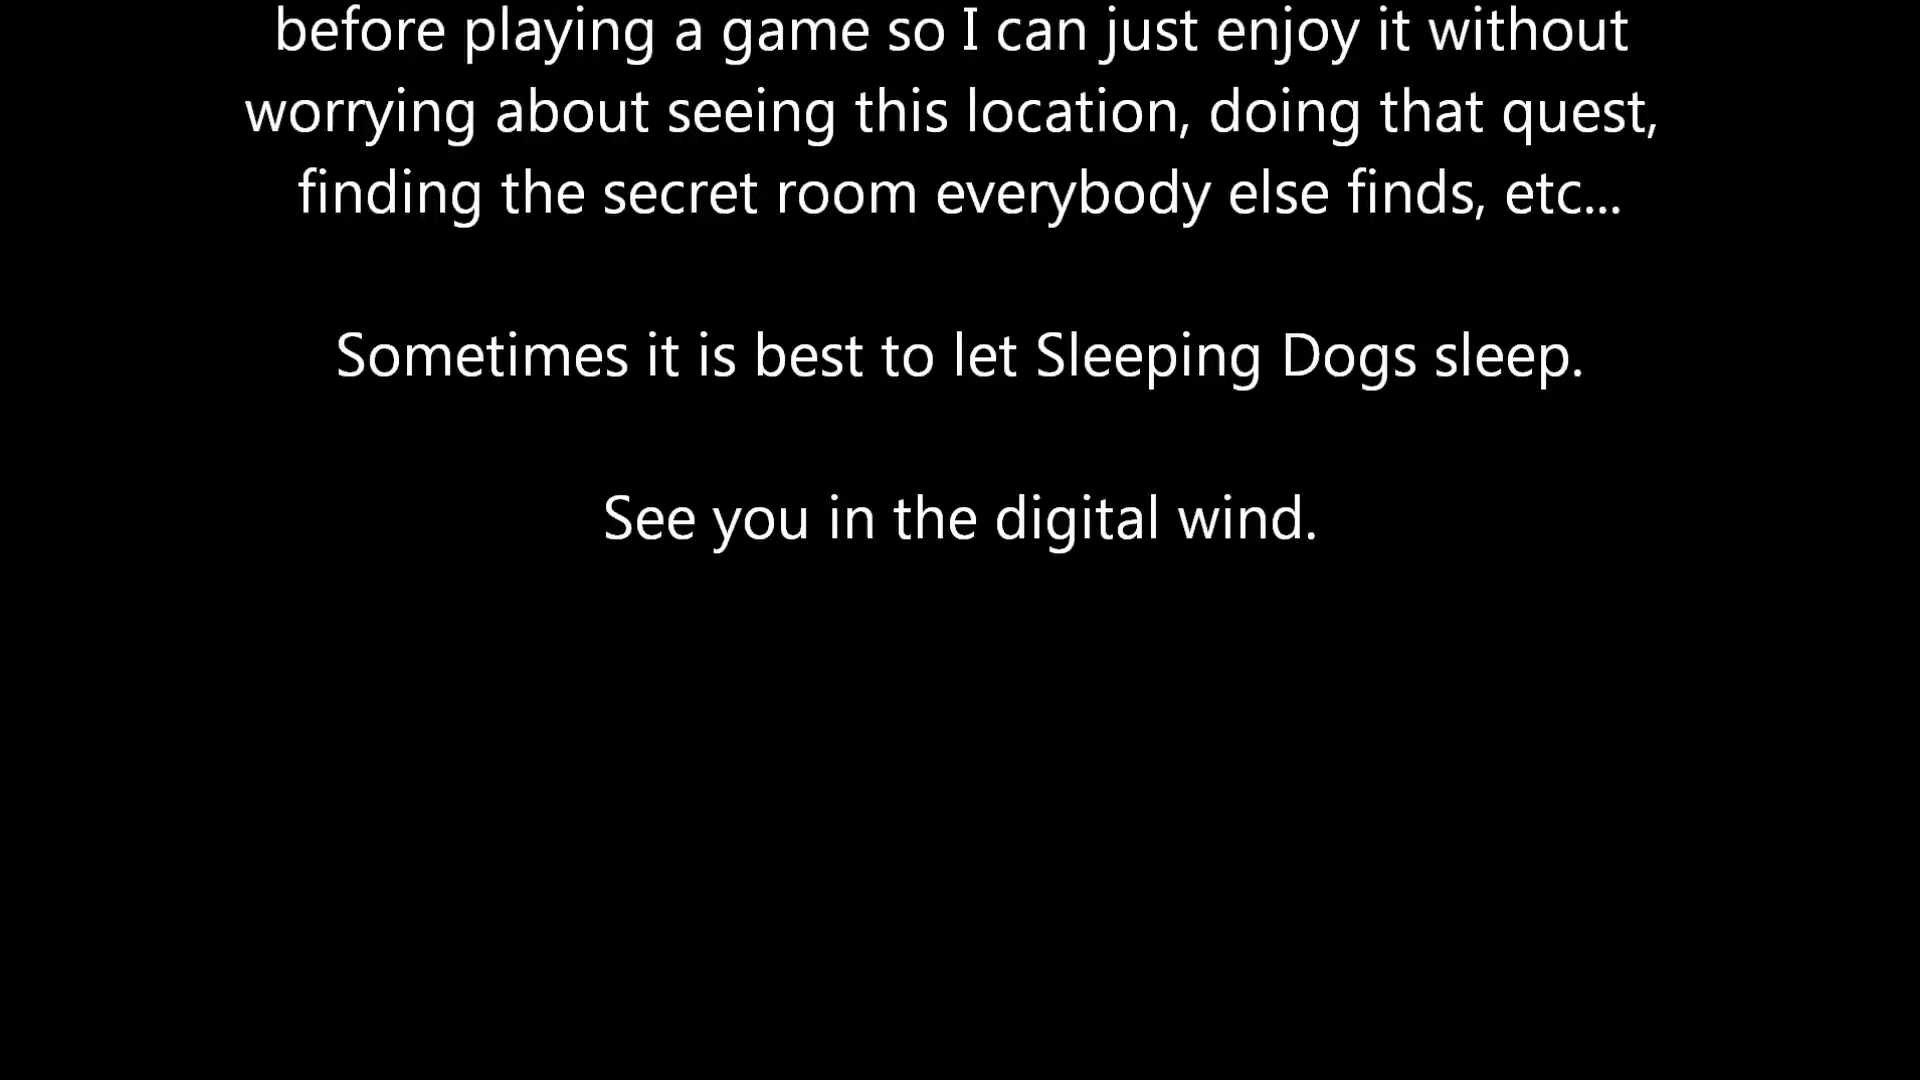 before playing a game so I can just enjoy it without
worrying about seeing this location, doing that quest,
finding the secret room everybody else finds, etc...
Sometimes it is best to let Sleeping Dogs sleep.
See you in the digital wind.